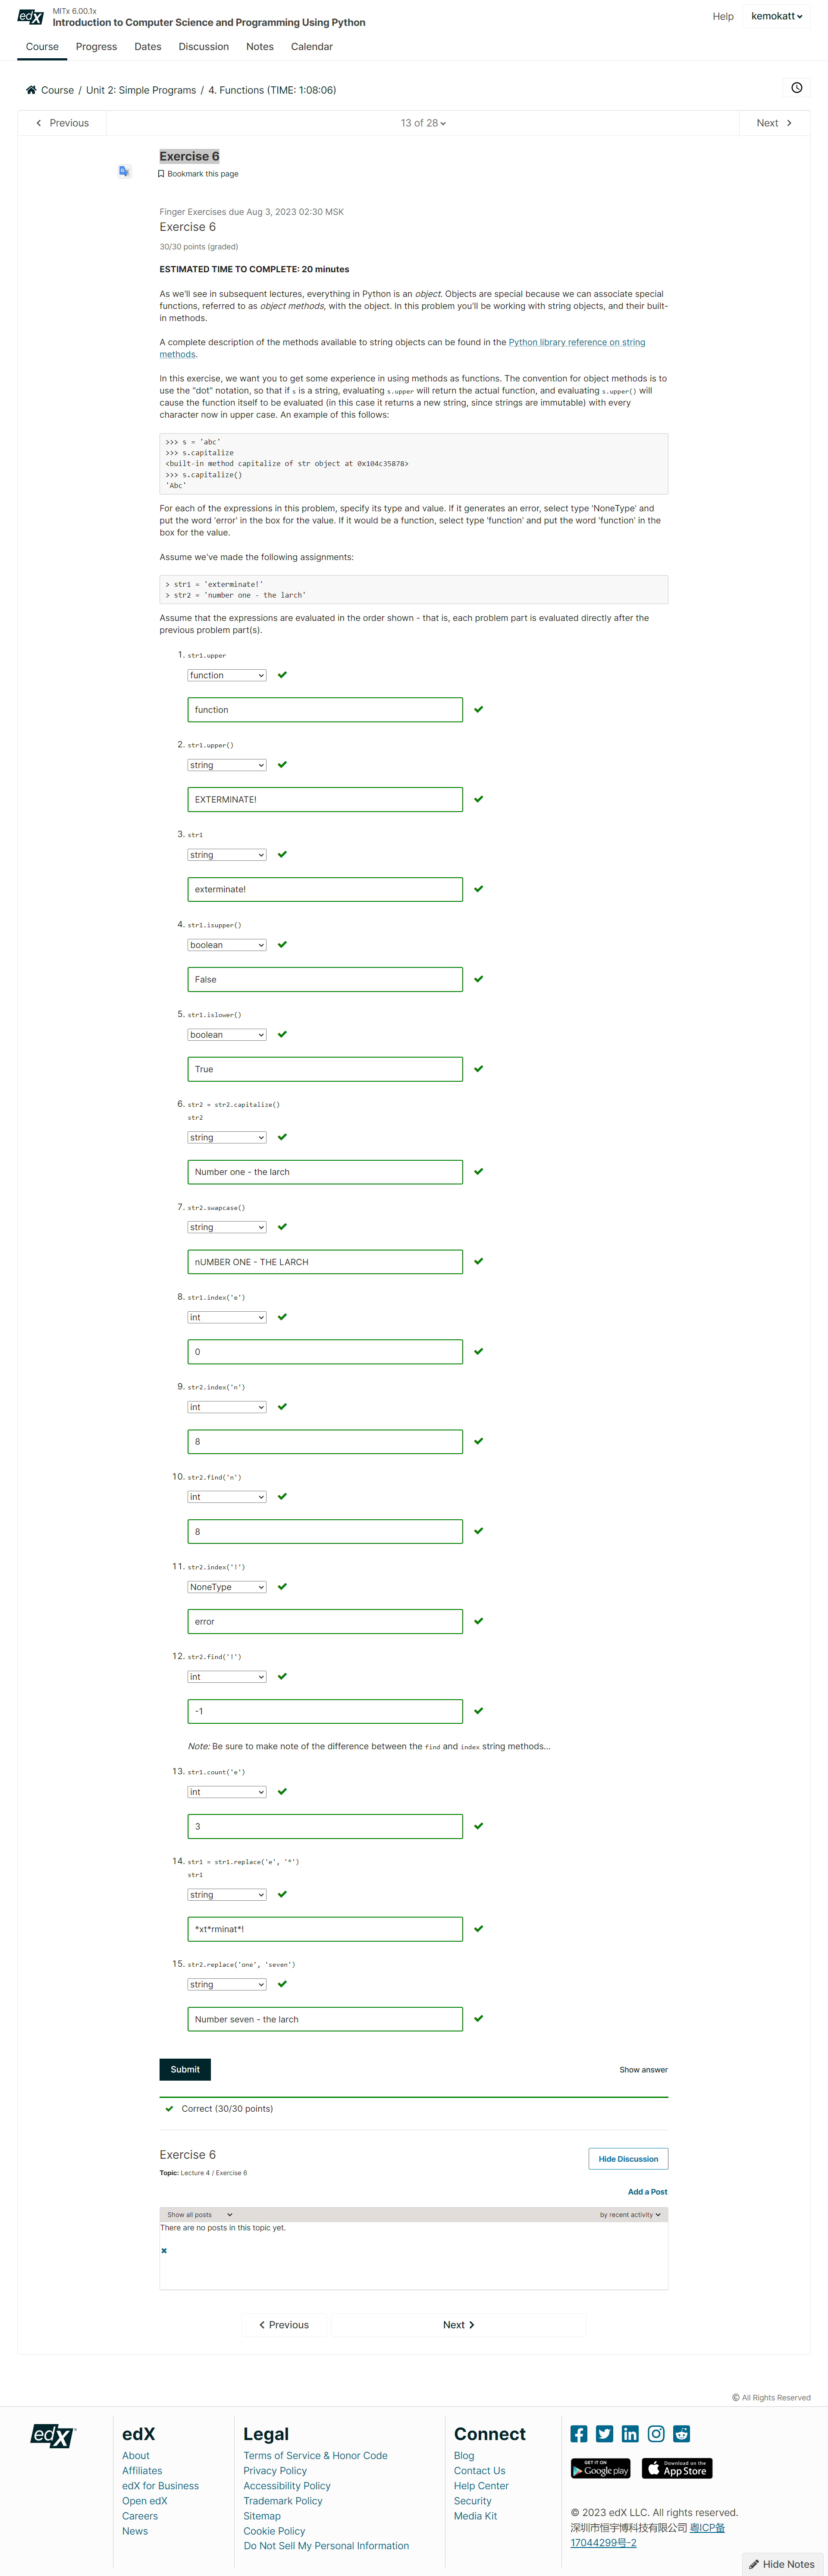 edX
MITx 6.00.1x
Introduction to Computer Science and Programming Using Python
Help
kemokatt
Course
Progress
Dates
Discussion
Notes
Calendar
Course / Unit 2: Simple Programs / 4. Functions (TIME: 1:08:06)
Previous
13 of 28
Next
Exercise 6
Bookmark this page
Finger Exercises due Aug 3, 2023 02:30 MSK
Exercise 6
30/30 points (graded)
ESTIMATED TIME TO COMPLETE: 20 minutes
As we'll see in subsequent lectures, everything in Python is an object. Objects are special because we can associate special
functions, referred to as object methods, with the object. In this problem you'll be working with string objects, and their built-
in methods.
A complete description of the methods available to string objects can be found in the Python library reference on string
methods.
In this exercise, we want you to get some experience in using methods as functions. The convention for object methods is to
use the "dot" notation, so that if s is a string, evaluating s.upper will return the actual function, and evaluating s.upper() will
cause the function itself to be evaluated (in this case it returns a new string, since strings are immutable) with every
character now in upper case. An example of this follows:
>>> s = 'abc'
>>> s.capitalize
<built-in method capitalize of str object at 0x104c35878>
>>> s.capitalize()
'Abc'
For each of the expressions in this problem, specify its type and value. If it generates an error, select type 'NoneType' and
put the word 'error' in the box for the value. If it would be a function, select type 'function' and put the word 'function' in the
box for the value.
Assume we've made the following assignments:
> str1 = 'exterminate!'
> str2 = 'number one - the larch'
Assume that the expressions are evaluated in the order shown - that is, each problem part is evaluated directly after the
previous problem part(s).
1. str1.upper
function
function
2. str1.upper()
string
EXTERMINATE!
3. str1
string
exterminate!
4. str1.isupper()
boolean
False
5. str1.islower()
boolean
True
6. str2 = str2.capitalize()
str2
string
Number one - the larch
7. str2.swapcase()
string
nUMBER ONE - THE LARCH
8. str1.index('e')
int
0
9. str2.index('n')
int
8
10. str2.find('n')
int
8
11. str2.index('!')
NoneType
error
12. str2.find('!')
int
-1
Note: Be sure to make note of the difference between the find and index string methods...
13. str1.count('e')
int
3
14. str1 = str1.replace('e', '*')
str1
string
*xt*rminat*!
15. str2.replace('one', 'seven')
string
Number seven - the larch
Submit
Show answer
Correct (30/30 points)
Exercise 6
Hide Discussion
Topic: Lecture 4 / Exercise 6
Add a Post
Show all posts
by recent activity
There are no posts in this topic yet.
Previous
Next
© All Rights Reserved
edX
edX
About
Affiliates
edX for Business
Open edX
Careers
News
Legal
Terms of Service & Honor Code
Privacy Policy
Accessibility Policy
Trademark Policy
Sitemap
Cookie Policy
Do Not Sell My Personal Information
Connect
Blog
Contact Us
Help Center
Security
Media Kit
GET IT ON
Google play
Download on the
App Store
© 2023 edX LLC. All rights reserved.
深圳市恒宇博科技有限公司 粤ICP备
17044299号-2
Hide Notes